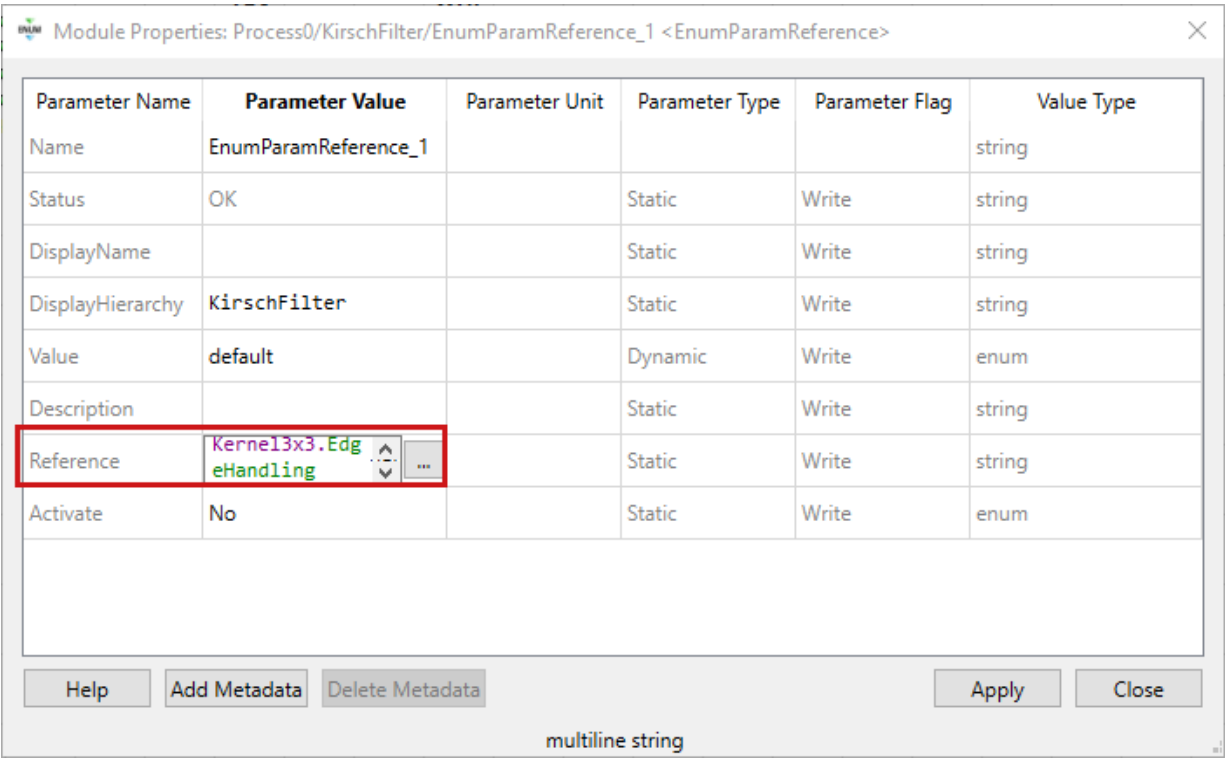 ENUM Module Properties: Process0/KirschFilter/EnumParamReference_1 <EnumParamReference>
Parameter Name Parameter Value Parameter Unit Parameter Type Parameter Flag Value Type
Name EnumParamReference_1 string
Status OK Static Write string
DisplayName Static Write string
DisplayHierarchy KirschFilter Static Write string
Value default Dynamic Write enum
Description Static Write string
Reference Kernel3x3.Edg
eHandling ... Static Write string
Activate No Static Write enum
Help Add Metadata Delete Metadata Apply Close
multiline string